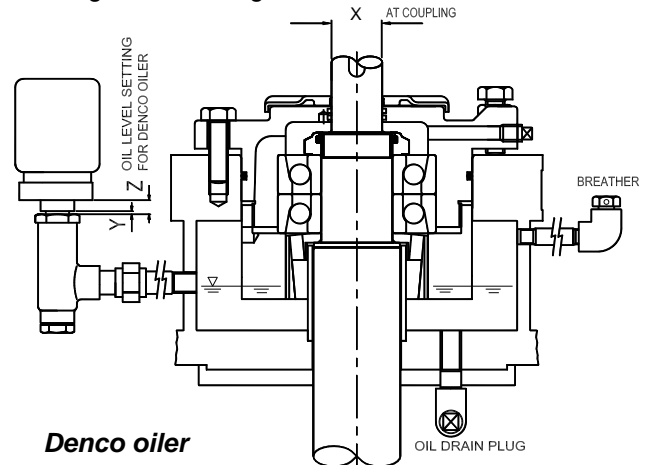 X AT COUPLING
OIL LEVEL SETTING
FOR DENCO OILER
Z
Y
BREATHER
OIL DRAIN PLUG
Denco oiler